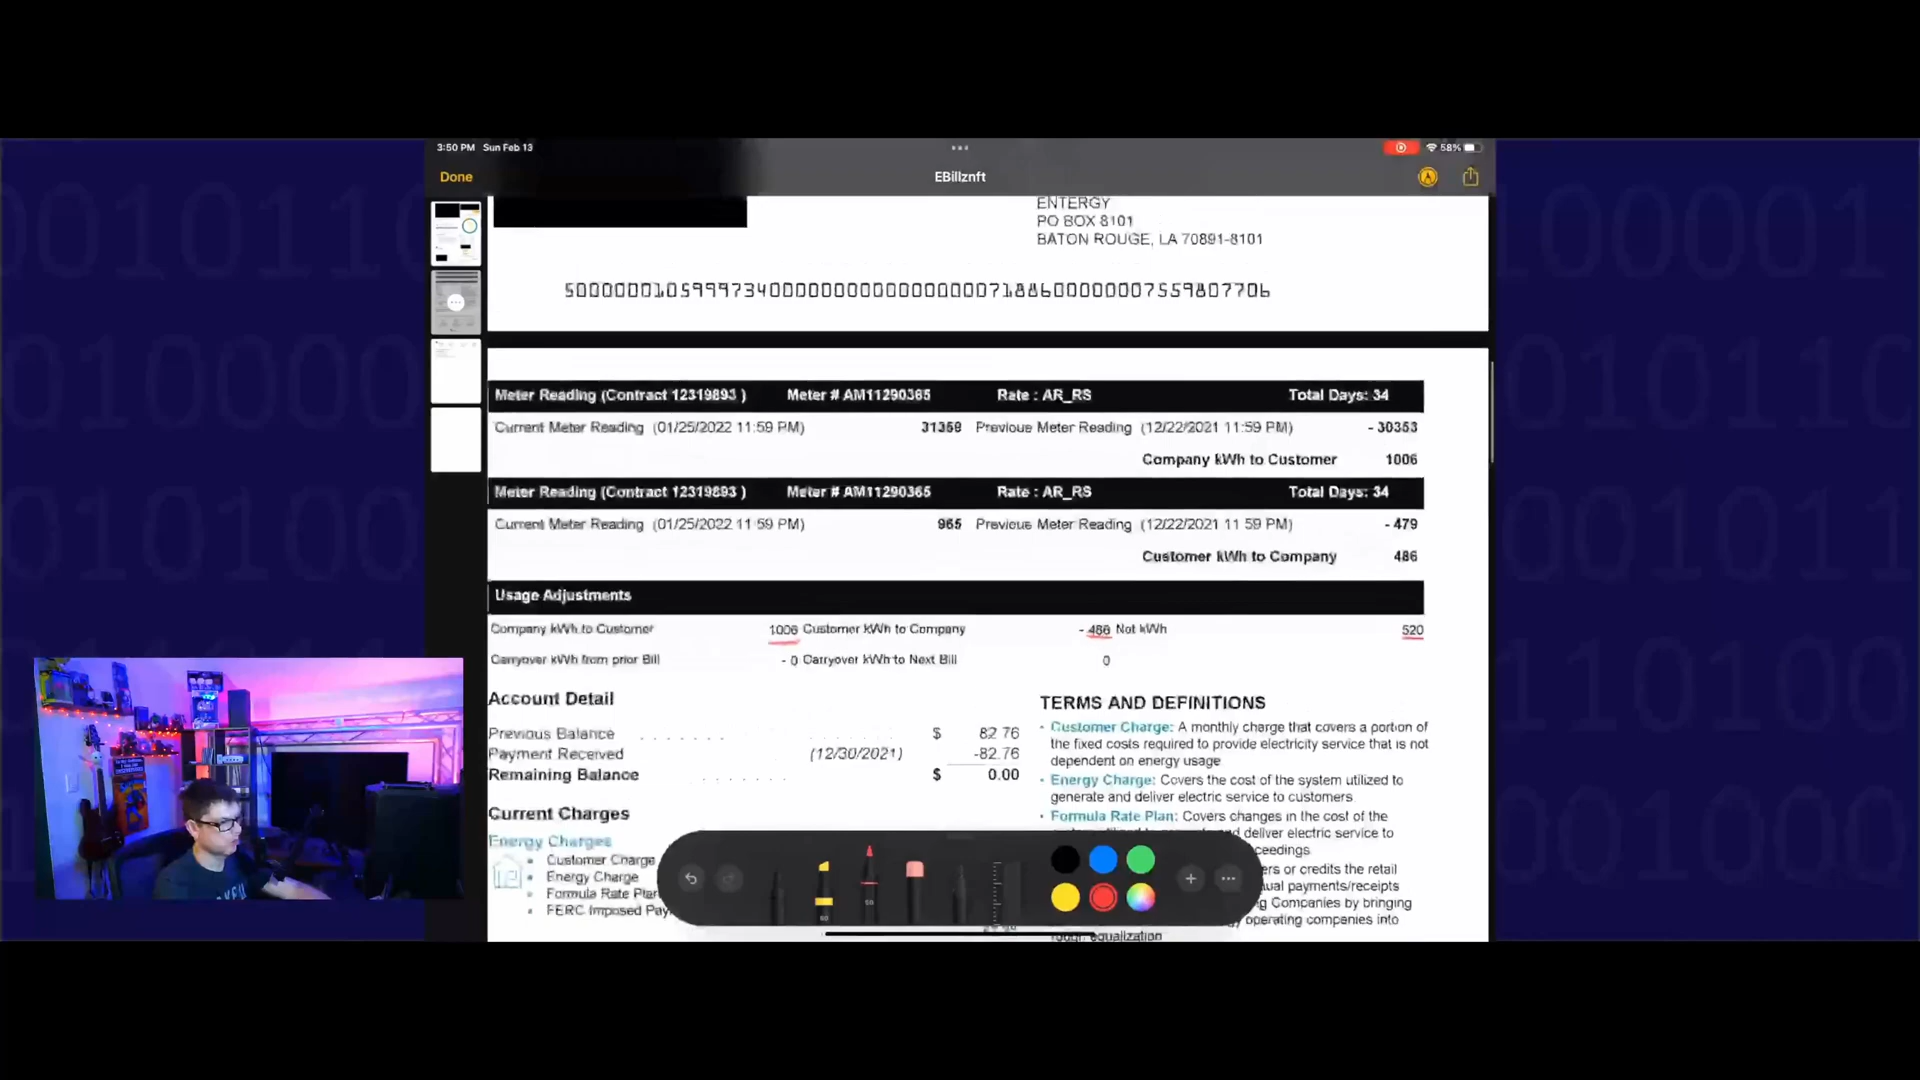 3:50 PM Sun Feb 13
58%
Done
EBillznft
ENTERGY
PO BOX 8101
BATON ROUGE, LA 70891-8101
Meter Reading (Contract 12319893 ) Meter # AM11290365 Rate : AR_RS Total Days: 34
Current Meter Reading (01/25/2022 11:59 PM) 31359 Previous Meter Reading (12/22/2021 11:59 PM) - 30353
Company kWh to Customer 1006
Meter Reading (Contract 12319893 ) Meter # AM11290365 Rate : AR_RS Total Days: 34
Current Meter Reading (01/25/2022 11 59 PM) 965 Previous Meter Reading (12/22/2021 11 59 PM) - 479
Customer kWh to Company 486
Usage Adjustments
Company kWh to Customer 1006 Customer kWh to Company - 486 Not kWh 520
Carryover kWh from prior Bill - 0 Carryover kWh to Next Bill 0
Account Detail
Previous Balance $ 82 76
Payment Received (12/30/2021) -82.76
Remaining Balance $ 0.00
Current Charges
Energy Charges
Customer Charge
Energy Charge
Formula Rate Plan
FERC Imposed Pay
TERMS AND DEFINITIONS
Customer Charge: A monthly charge that covers a portion of
the fixed costs required to provide electricity service that is not
dependent on energy usage
Energy Charge: Covers the cost of the system utilized to
generate and deliver electric service to customers
Formula Rate Plan: Covers changes in the cost of the
deliver electric service to
or credits the retail
payments/receipts
Companies by bringing
operating companies into
rough equalization